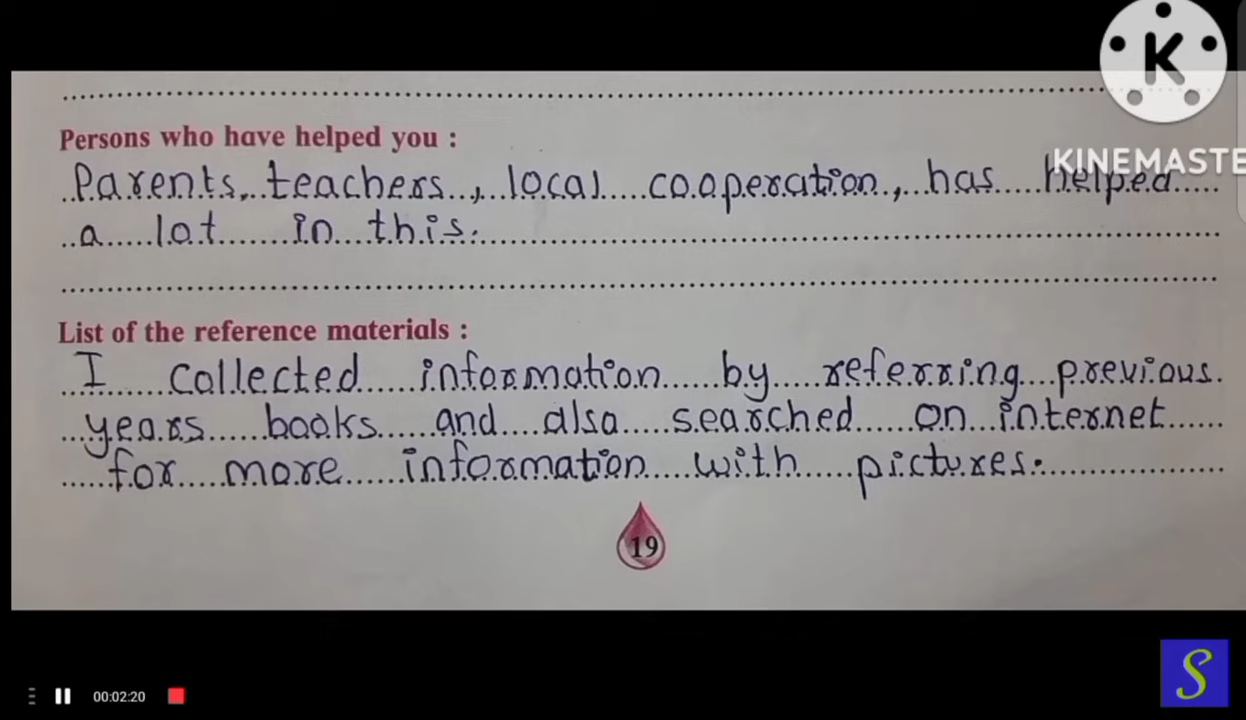 K
KINEMASTE
Persons who have helped you :
Parents, teachers, local cooperation, has helped
a lot in this.
List of the reference materials :
I collected information by referring previous
years books and also searched on internet
for more information with pictures.
19
00:02:20
S